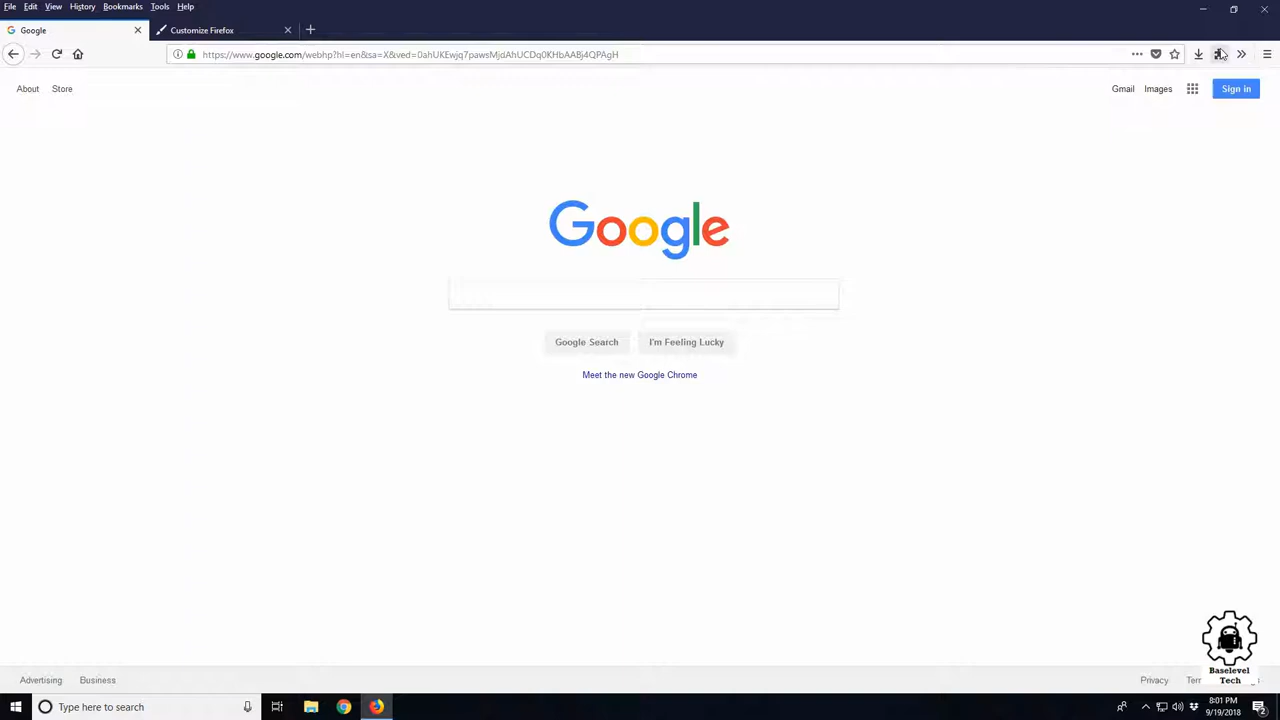 File Edit View History Bookmarks Tools Help
Google
Customize Firefox
https://www.google.com/webhp?hl=en&sa=X&ved=0ahUKEwjq7pawsMjdAhUCDq0KHbAABj4QPAgH
About Store
Gmail Images
Sign in
Google
Google Search I'm Feeling Lucky
Meet the new Google Chrome
Advertising Business
Privacy
Baselevel
Tech
Type here to search
8:01 PM
9/19/2018
2